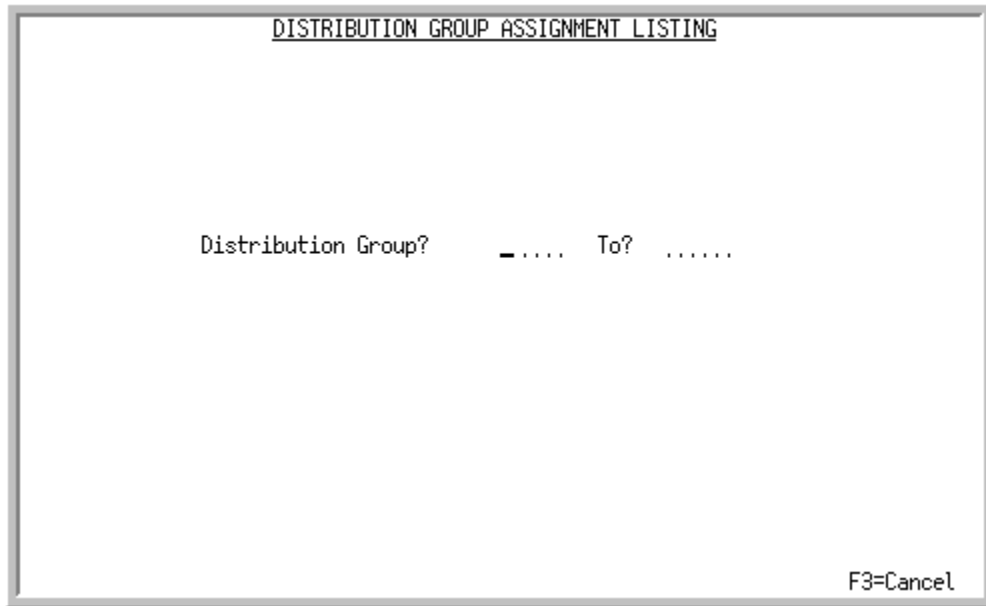 DISTRIBUTION GROUP ASSIGNMENT LISTING
Distribution Group? _.... To? ......
F3=Cancel